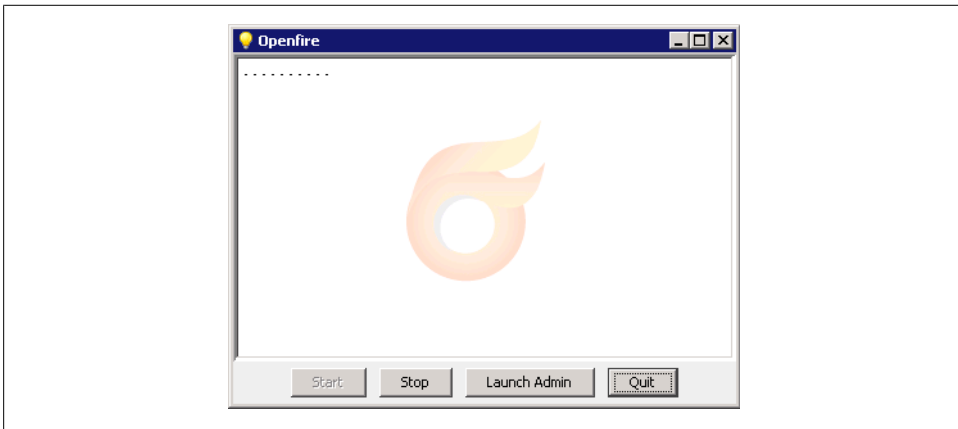 Openfire
. . . . . . . . . .
Start Stop Launch Admin Quit